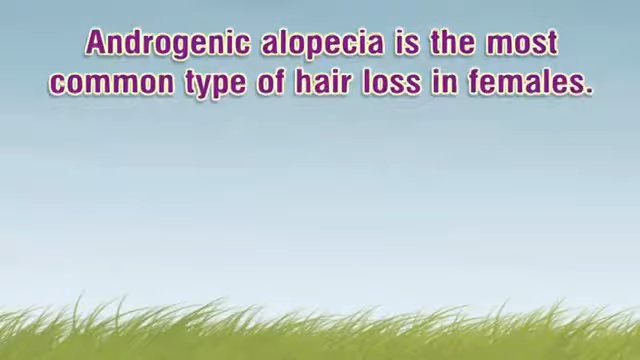 Androgenic alopecia is the most
common type of hair loss in females.